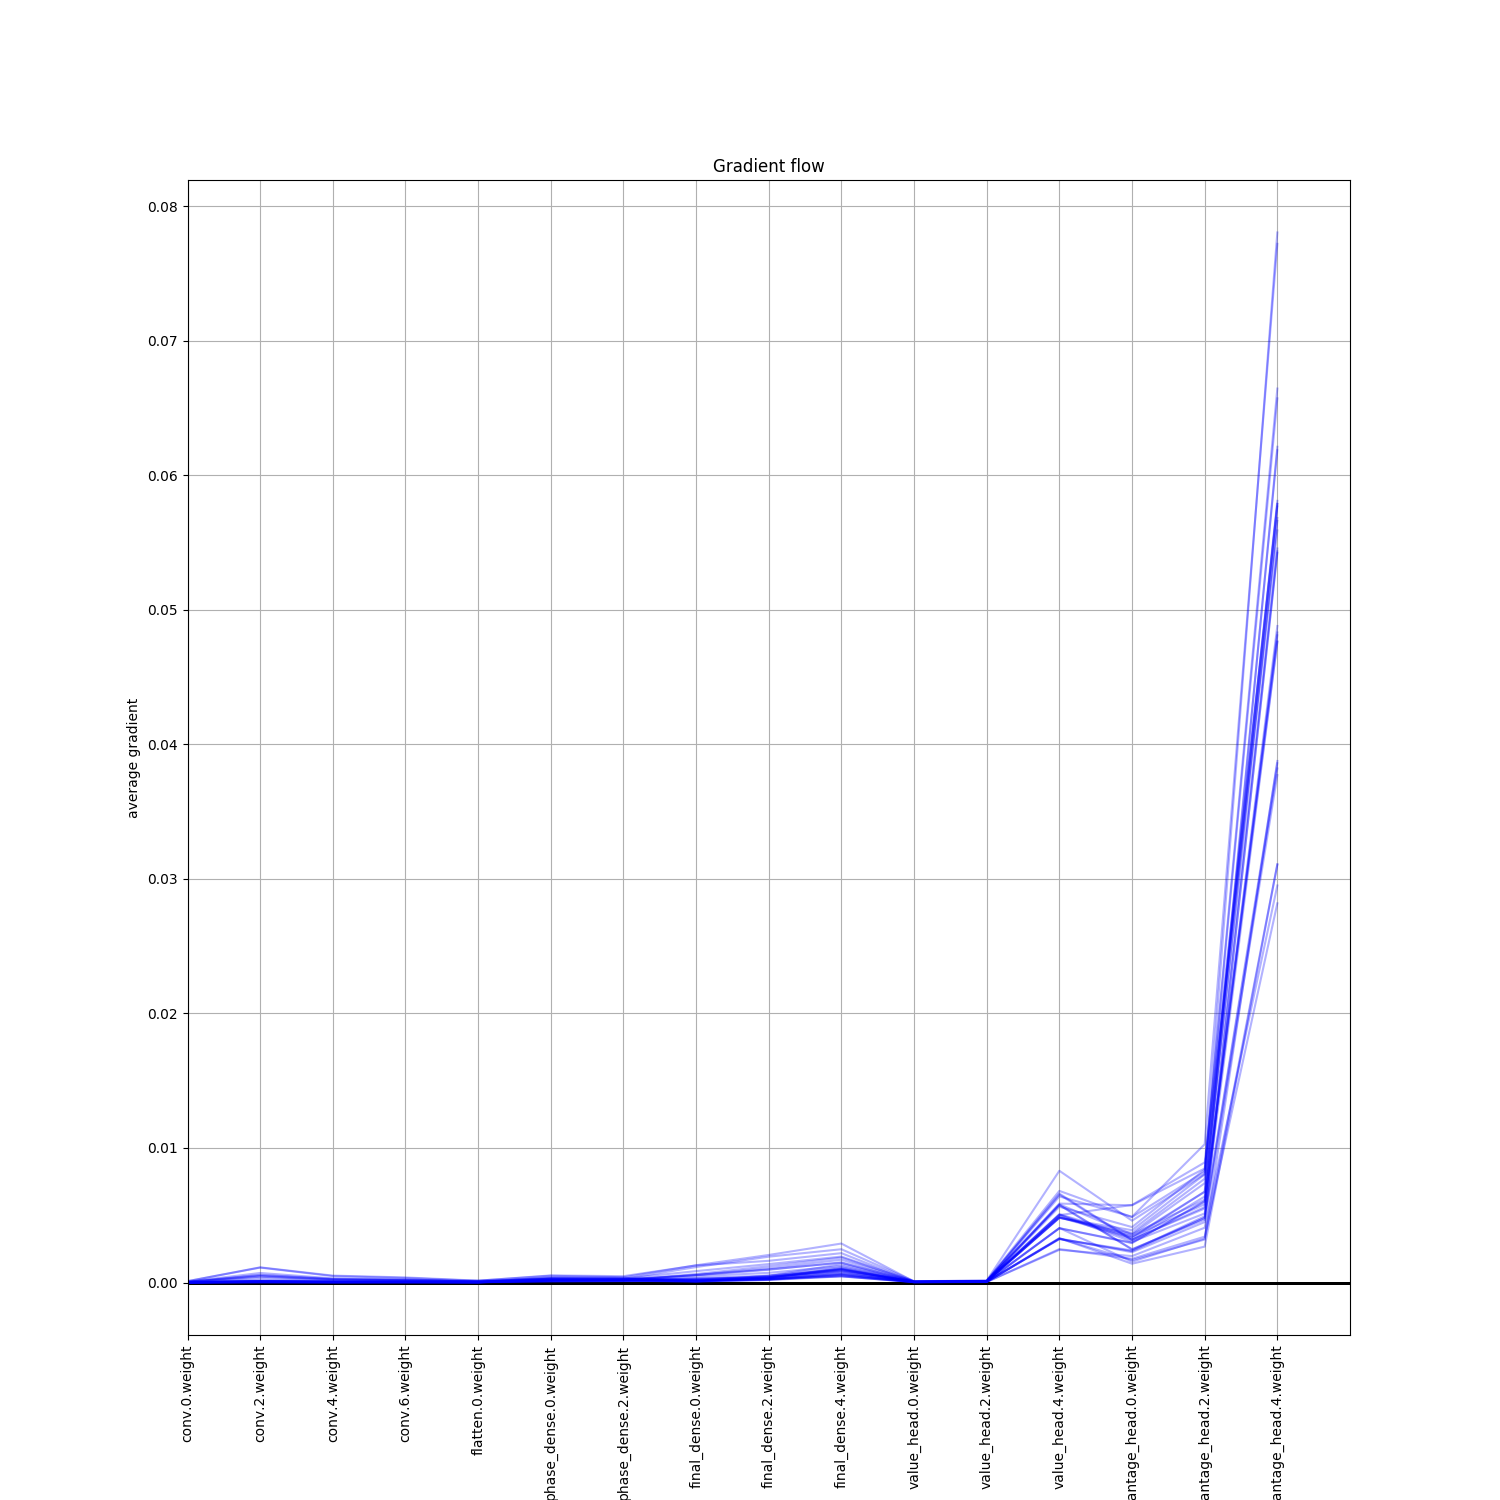 Gradient flow
0.08
0.07
0.06
0.05
0.04
0.03
0.02
0.01
0.00
average gradient
conv.0.weight
conv.2.weight
conv.4.weight
conv.6.weight
flatten.0.weight
phase_dense.0.weight
phase_dense.2.weight
final_dense.0.weight
final_dense.2.weight
final_dense.4.weight
value_head.0.weight
value_head.2.weight
value_head.4.weight
antage_head.0.weight
antage_head.2.weight
antage_head.4.weight